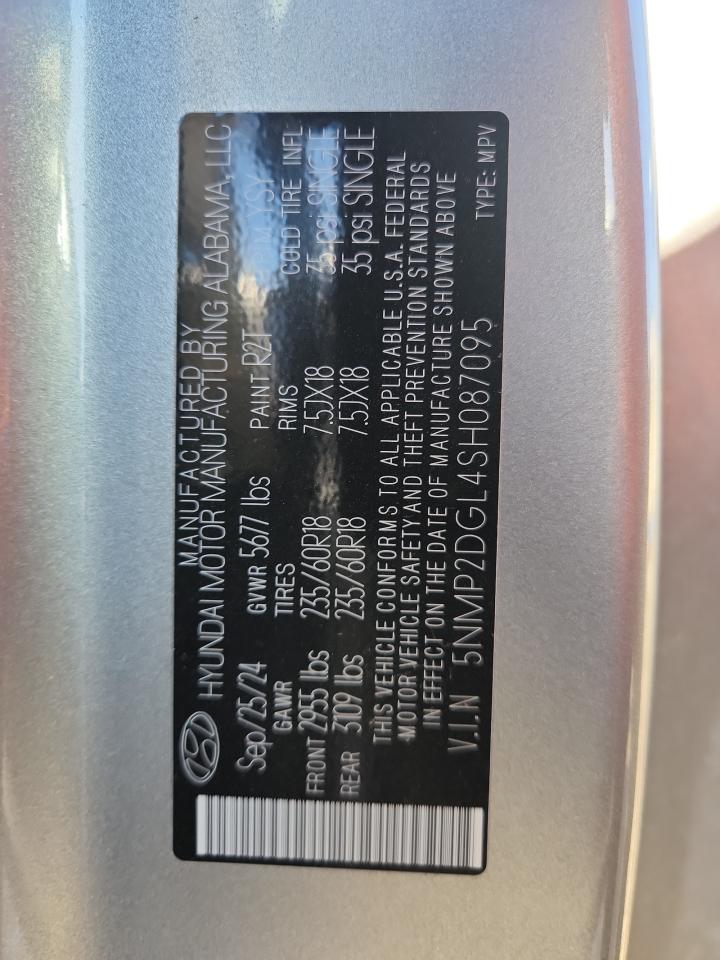 MANUFACTURED BY
HYUNDAI MOTOR MANUFACTURING ALABAMA, LLC
Sep/25/24 GVWR 5677 lbs PAINT R2T TRIM YSY
GAWR TIRES RIMS COLD TIRE INFL
FRONT 2955 lbs 235/60R18 7.5JX18 35 psi SINGLE
REAR 3109 lbs 235/60R18 7.5JX18 35 psi SINGLE
THIS VEHICLE CONFORMS TO ALL APPLICABLE U.S.A. FEDERAL
MOTOR VEHICLE SAFETY AND THEFT PREVENTION STANDARDS
IN EFFECT ON THE DATE OF MANUFACTURE SHOWN ABOVE
V.I.N 5NMP2DGL4SH087095 TYPE: MPV